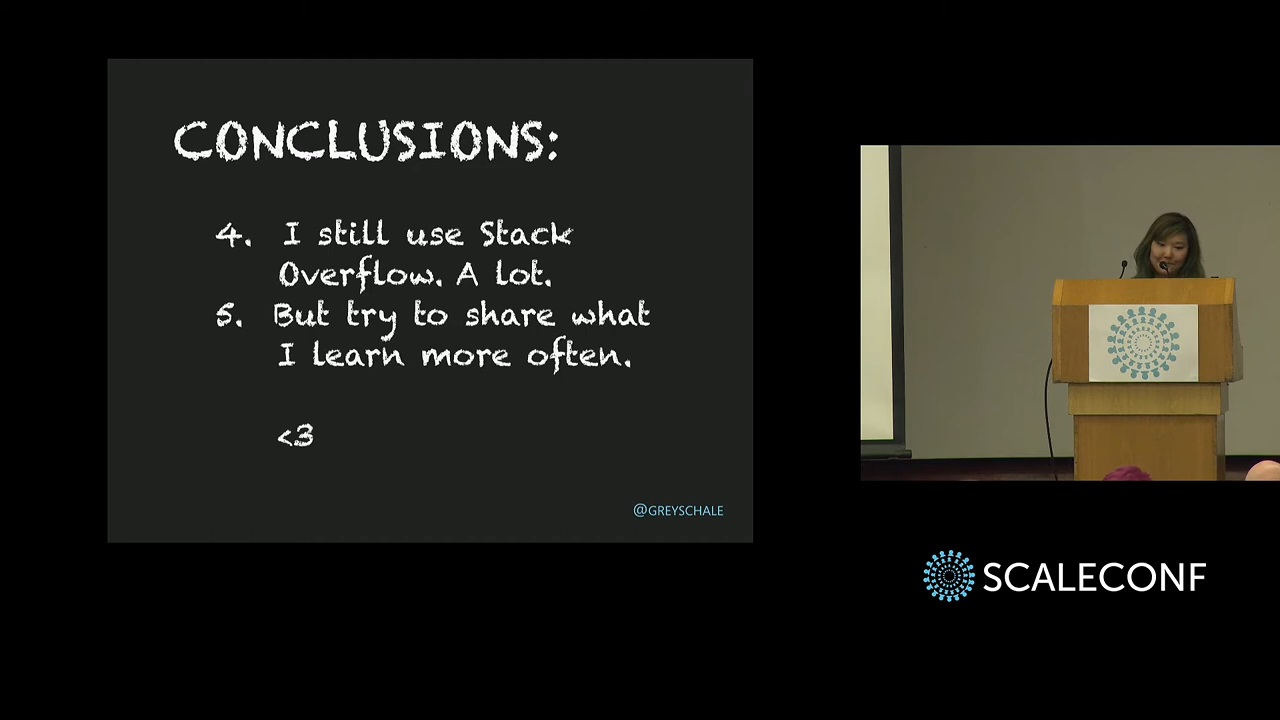 CONCLUSIONS:
4. I still use Stack
Overflow. A lot.
5. But try to share what
I learn more often.
<3
@GREYSCHALE
SCALECONF